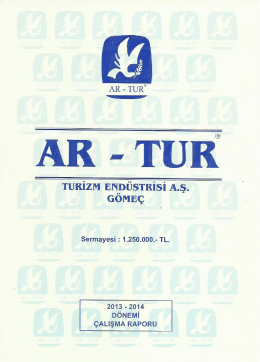 AR - TUR®
AR - TUR®
TURİZM ENDÜSTRİSİ A.Ş.
GÖMEÇ
Sermayesi : 1.250.000.- TL.
2013 - 2014
DÖNEMİ
ÇALIŞMA RAPORU